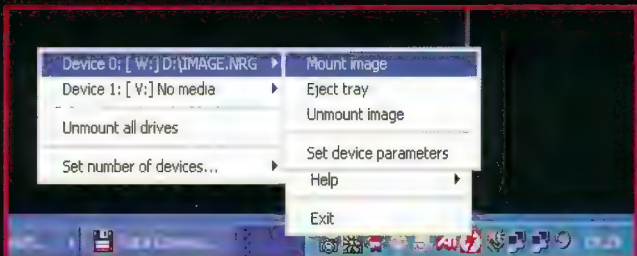 Device 0: [ W:] D:\IMAGE.NRG
Device 1: [ V:] No media
Unmount all drives
Set number of devices...
Mount image
Eject tray
Unmount image
Set device parameters
Help
Exit